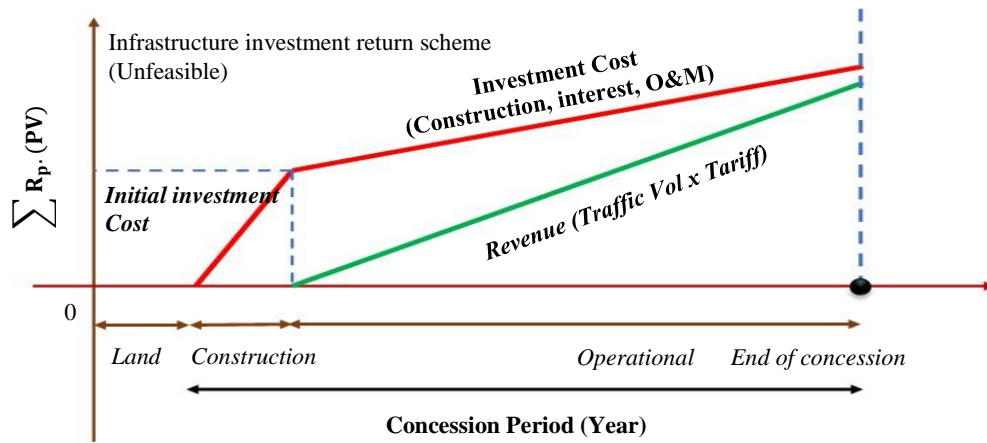 Infrastructure investment return scheme
(Unfeasible)
Investment Cost
(Construction, interest, O&M)
∑ Rp. (PV)
Initial investment
Cost
Revenue (Traffic Vol x Tariff)
0
Land Construction Operational End of concession
Concession Period (Year)